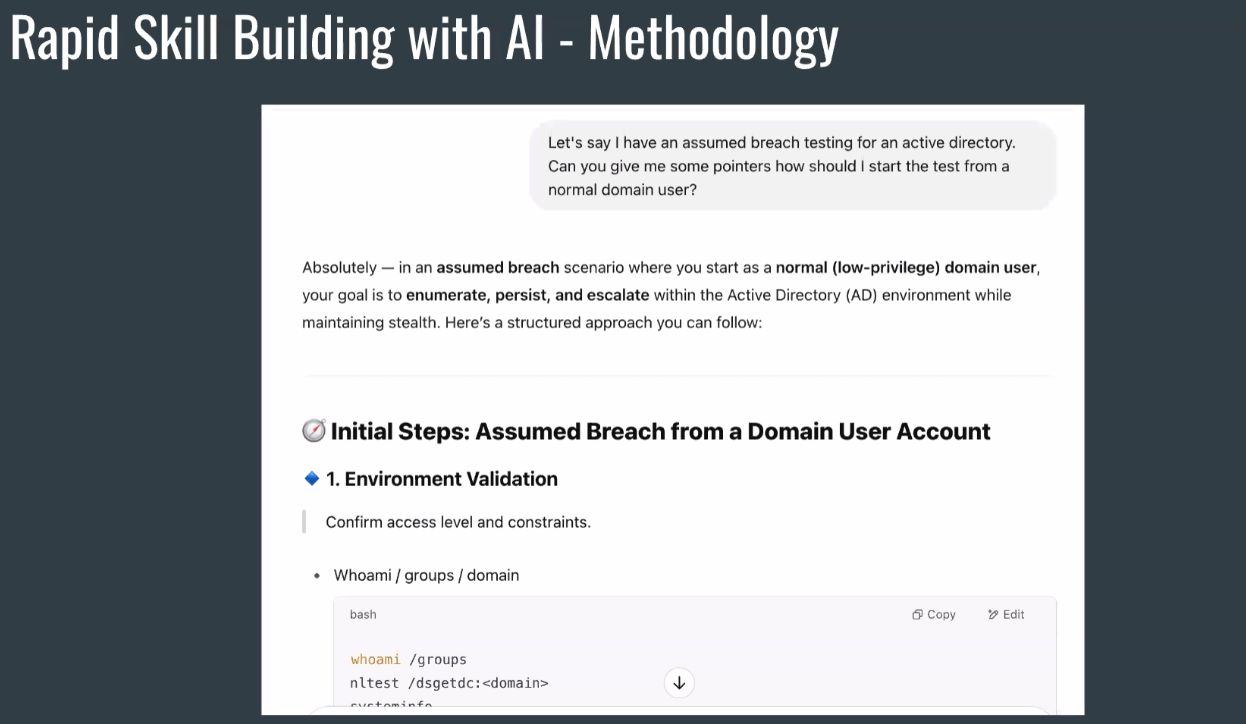 Rapid Skill Building with AI - Methodology
Let's say I have an assumed breach testing for an active directory.
Can you give me some pointers how should I start the test from a
normal domain user?
Absolutely — in an assumed breach scenario where you start as a normal (low-privilege) domain user,
your goal is to enumerate, persist, and escalate within the Active Directory (AD) environment while
maintaining stealth. Here's a structured approach you can follow:
🧭 Initial Steps: Assumed Breach from a Domain User Account
🔹 1. Environment Validation
Confirm access level and constraints.
• Whoami / groups / domain
bash Copy Edit
whoami /groups
nltest /dsgetdc:<domain>
systeminfo